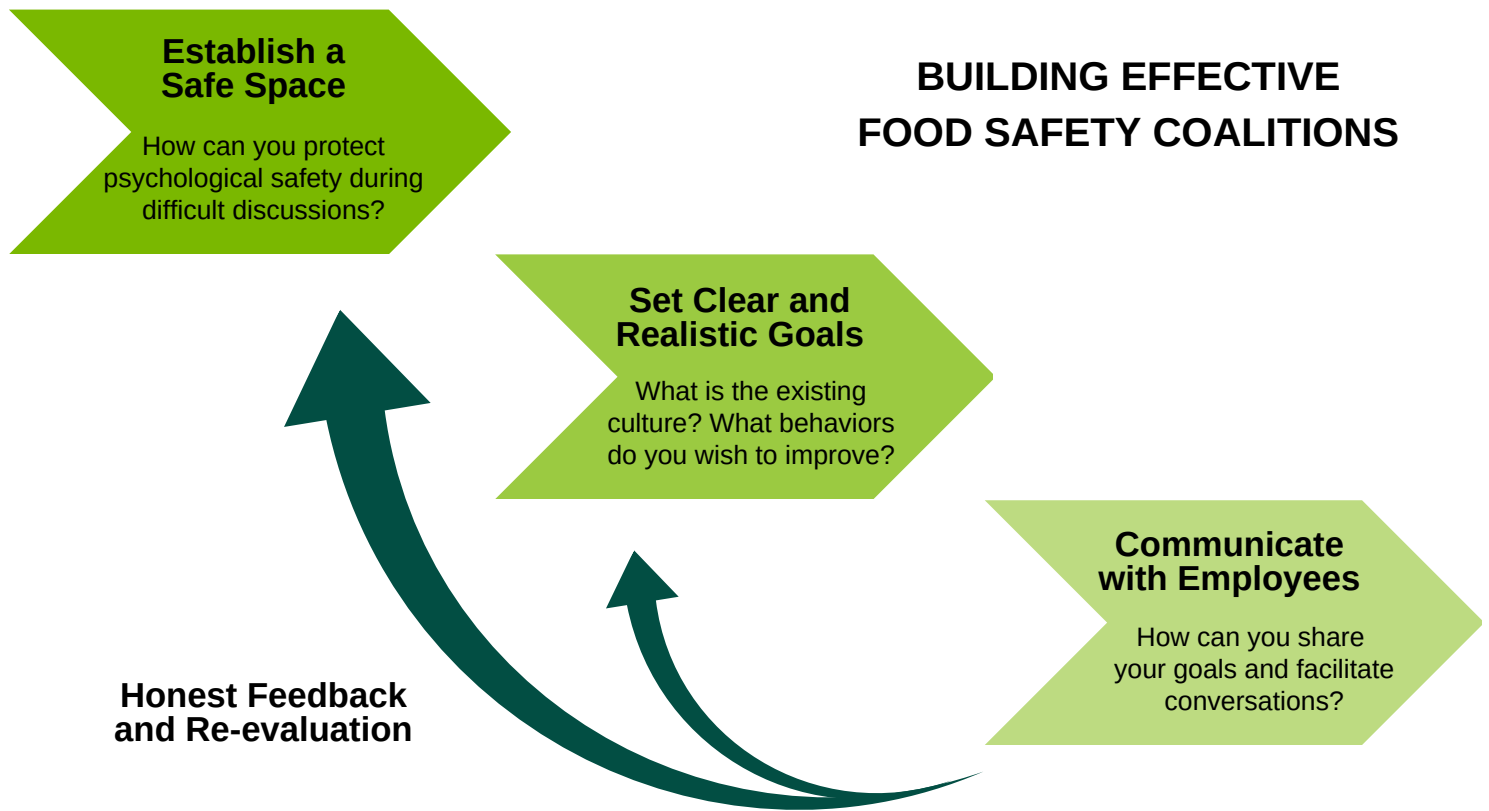 BUILDING EFFECTIVE
FOOD SAFETY COALITIONS
Establish a
Safe Space
How can you protect
psychological safety during
difficult discussions?
Set Clear and
Realistic Goals
What is the existing
culture? What behaviors
do you wish to improve?
Communicate
with Employees
How can you share
your goals and facilitate
conversations?
Honest Feedback
and Re-evaluation